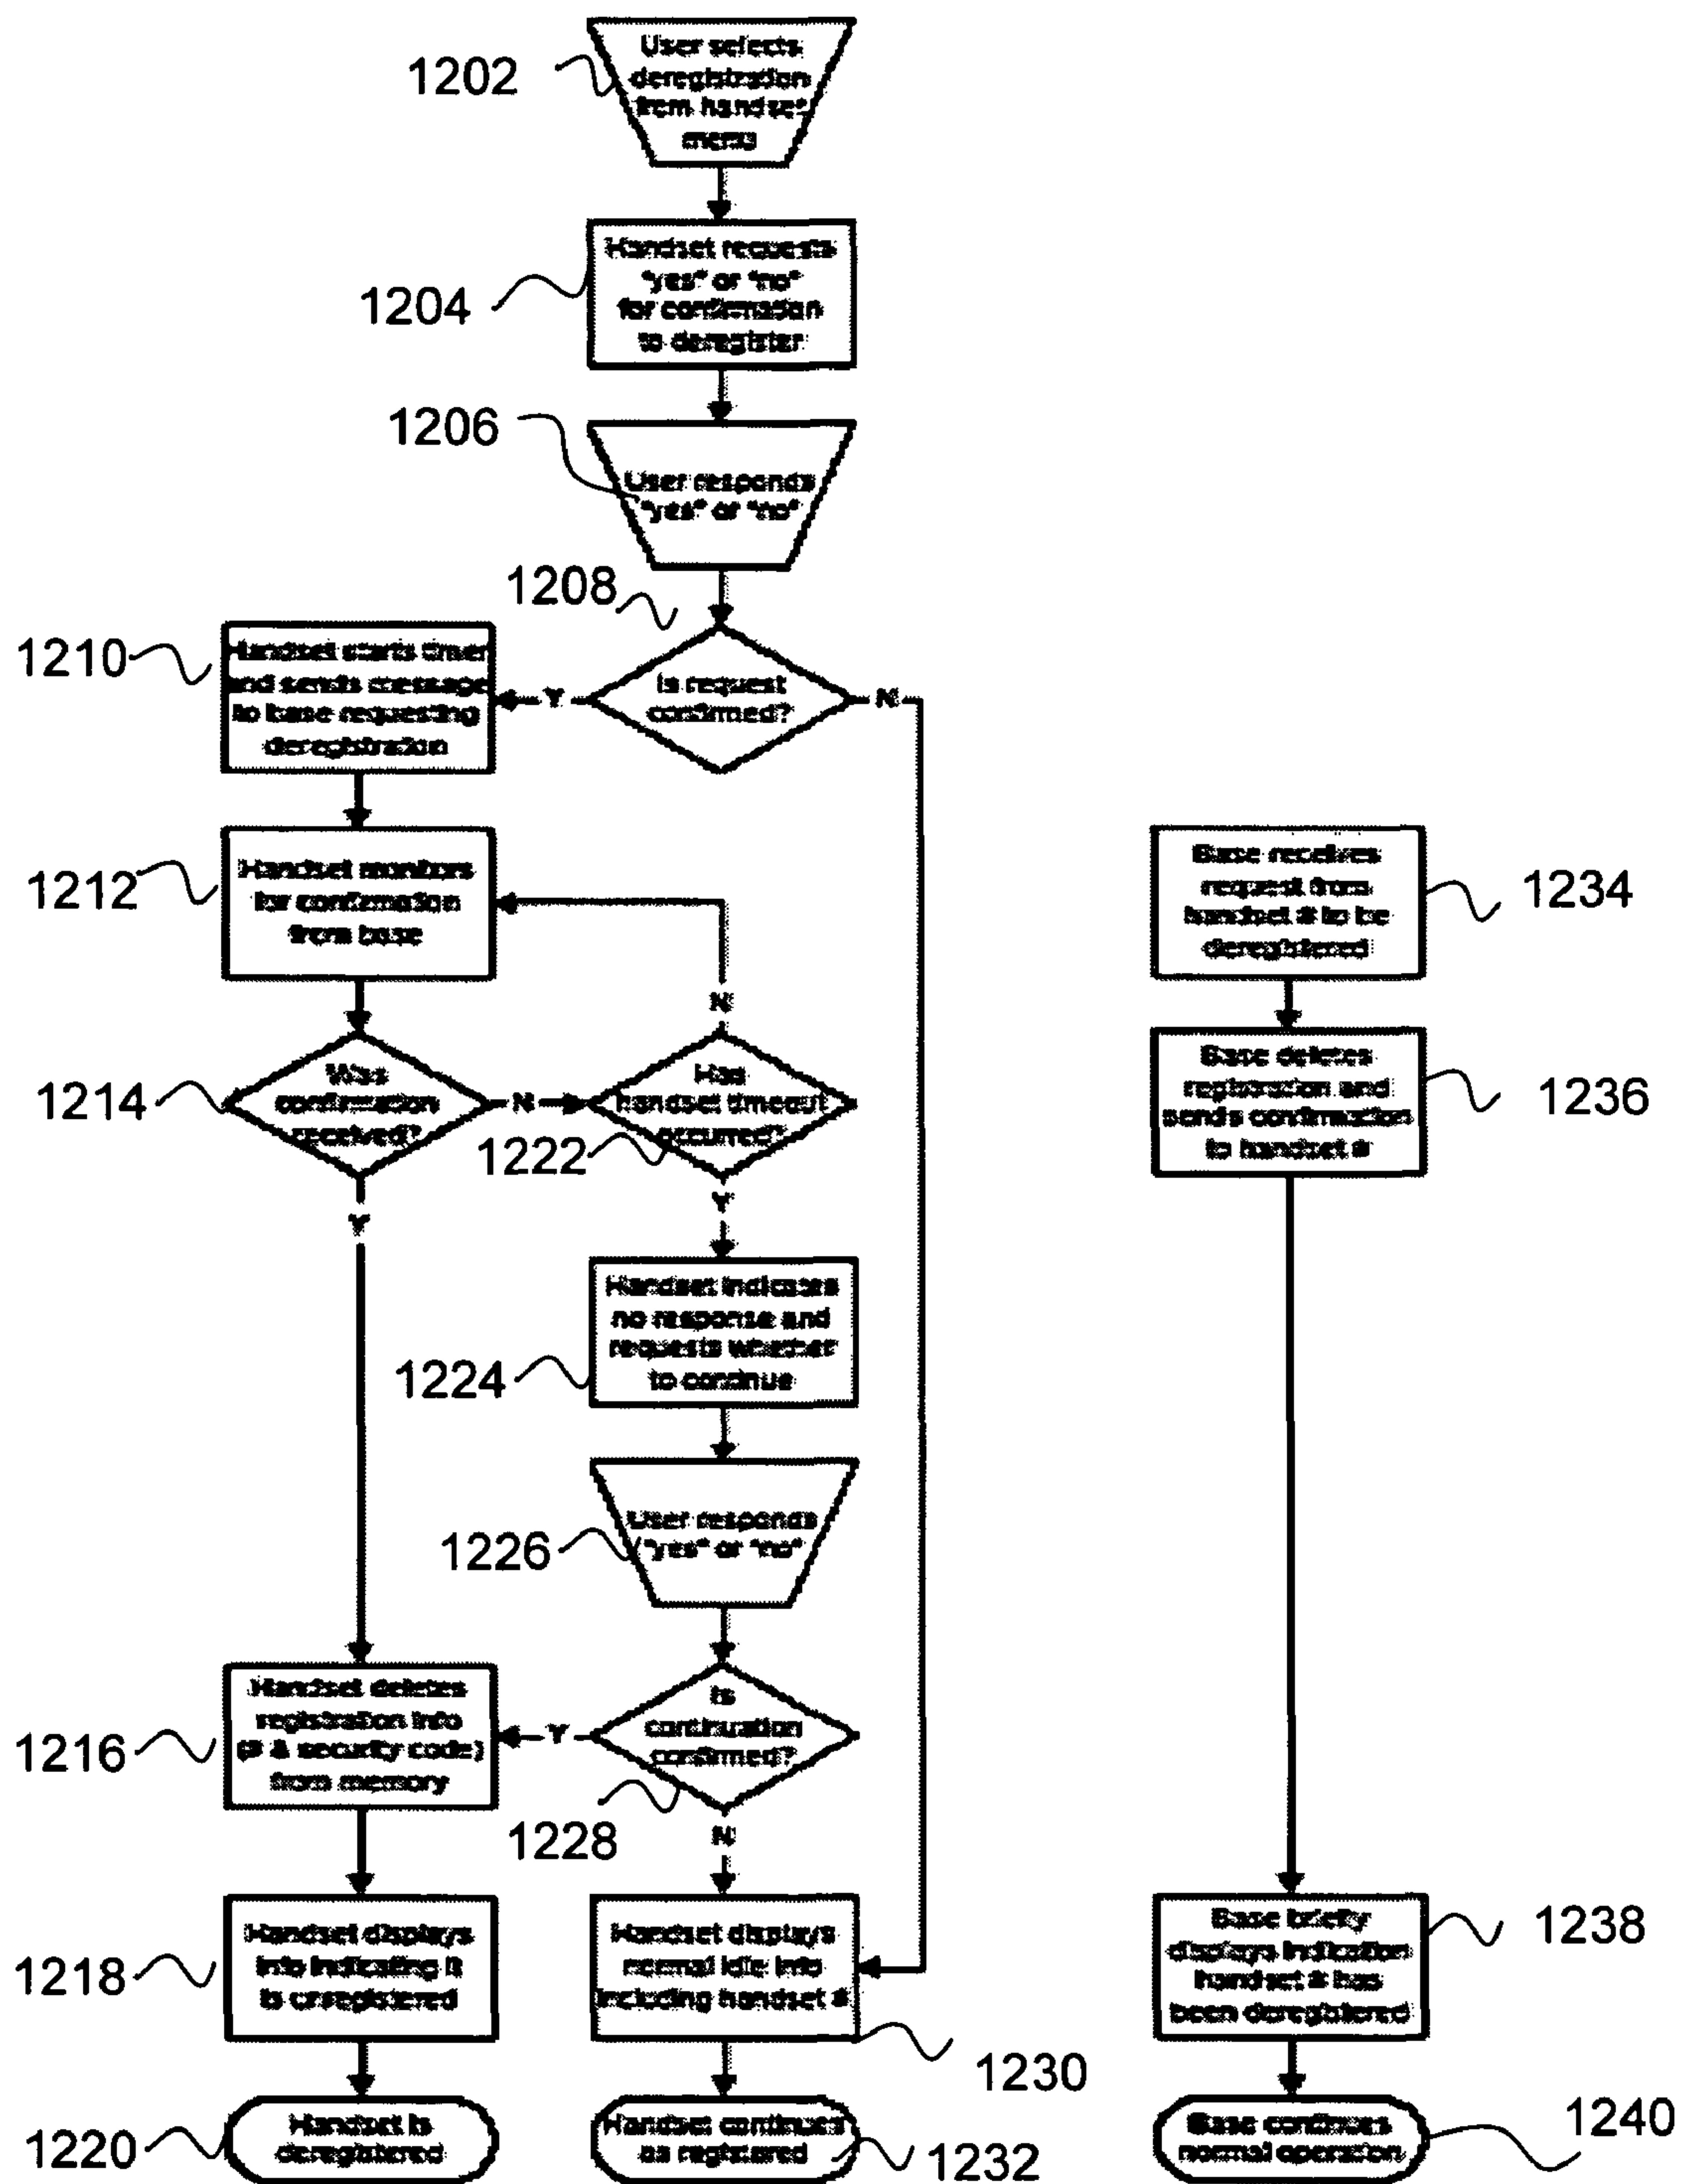 1202
User selects
deregistration
from handset
menu
1204
Handset requests
"yes" or "no"
for confirmation
to deregister
1206
User responds
"yes" or "no"
1208
Is request
confirmed?
Y
N
1210
Handset starts timer
and sends message
to base requesting
deregistration
1212
Handset monitors
for confirmation
from base
1214
Was
confirmation
received?
N
Y
1222
Has
handset timeout
occurred?
N
Y
1224
Handset indicates
no response and
requests whether
to continue
1226
User responds
"yes" or "no"
1228
Is
continuation
confirmed?
Y
N
1216
Handset deletes
registration info
(# & security code)
from memory
1218
Handset displays
info indicating it
is unregistered
1220
Handset is
deregistered
1230
Handset displays
normal idle info
including handset #
1232
Handset continues
as registered
1234
Base receives
request from
handset # to be
deregistered
1236
Base deletes
registration and
sends confirmation
to handset #
1238
Base briefly
displays indication
handset # has
been deregistered
1240
Base continues
normal operation